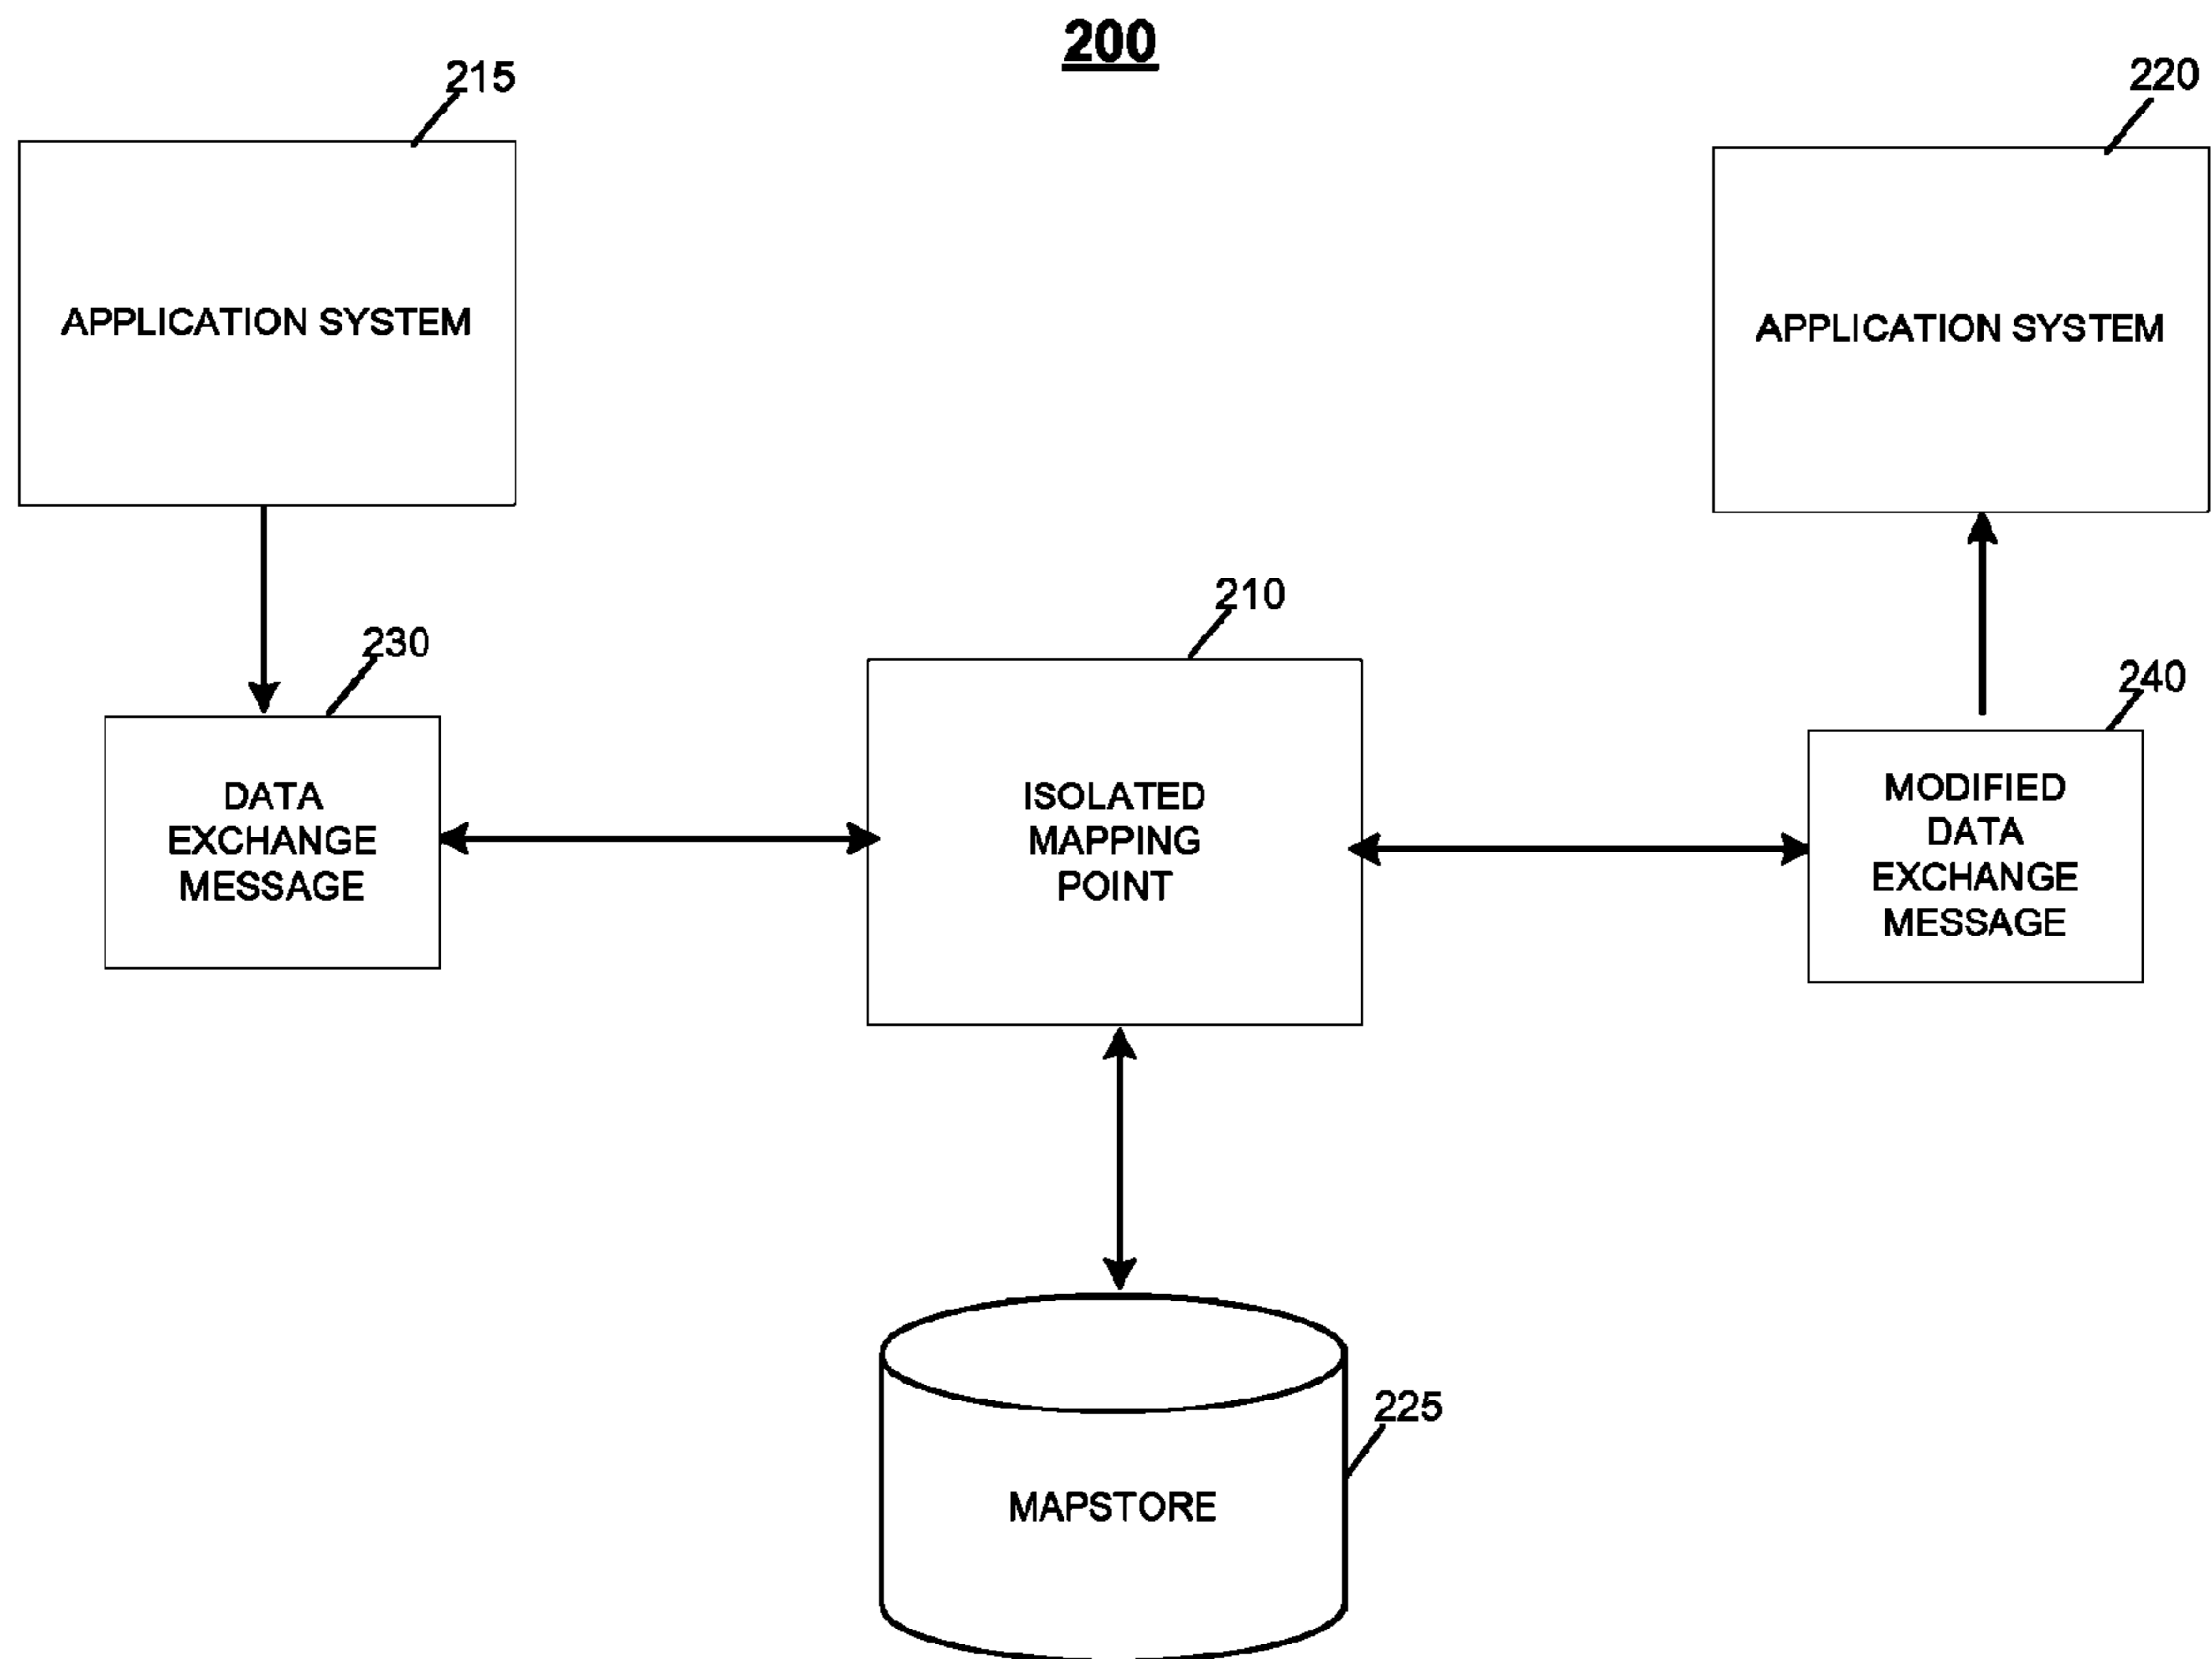 200
215
220
APPLICATION SYSTEM
APPLICATION SYSTEM
210
230
240
DATA
EXCHANGE
MESSAGE
ISOLATED
MAPPING
POINT
MODIFIED
DATA
EXCHANGE
MESSAGE
225
MAPSTORE